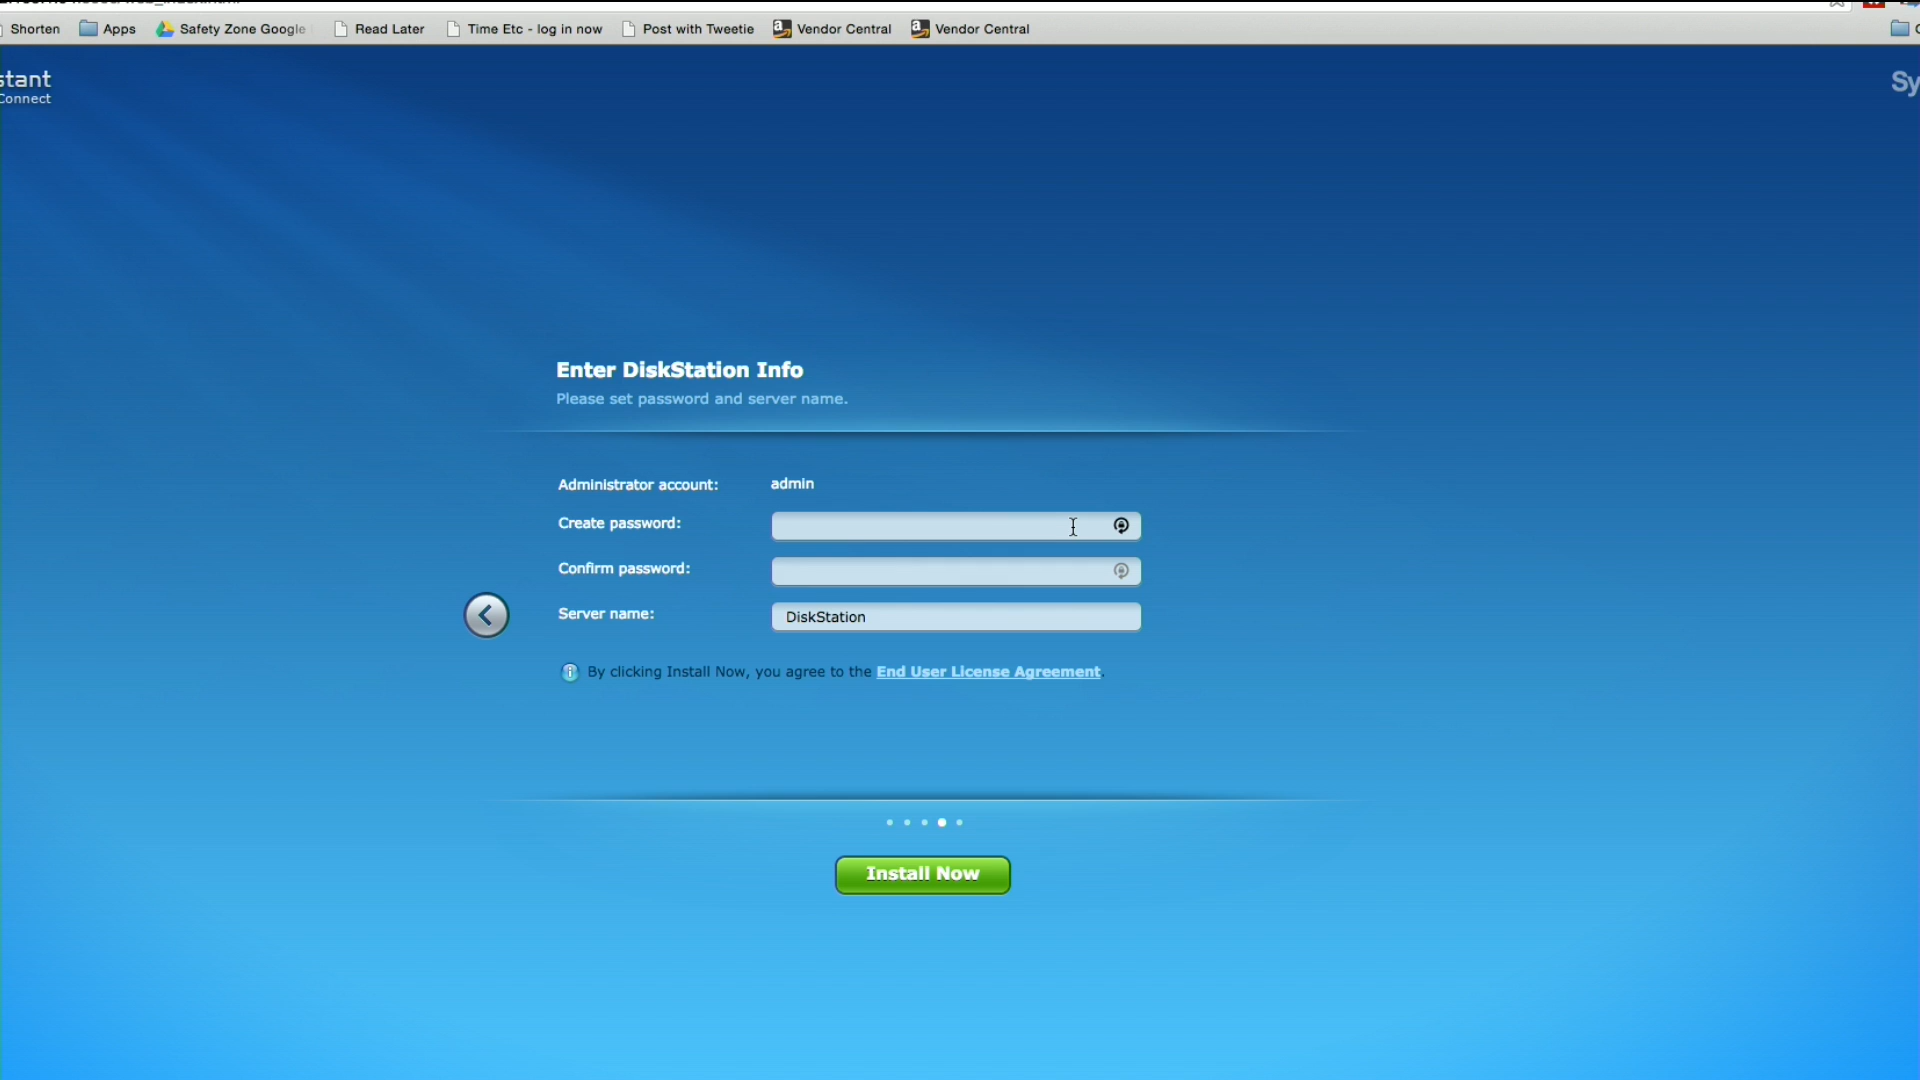 Shorten Apps Safety Zone Google Read Later Time Etc - log in now Post with Tweetie Vendor Central Vendor Central
stant
Connect
Sy
Enter DiskStation Info
Please set password and server name.
Administrator account: admin
Create password:
Confirm password:
Server name: DiskStation
By clicking Install Now, you agree to the End User License Agreement.
Install Now